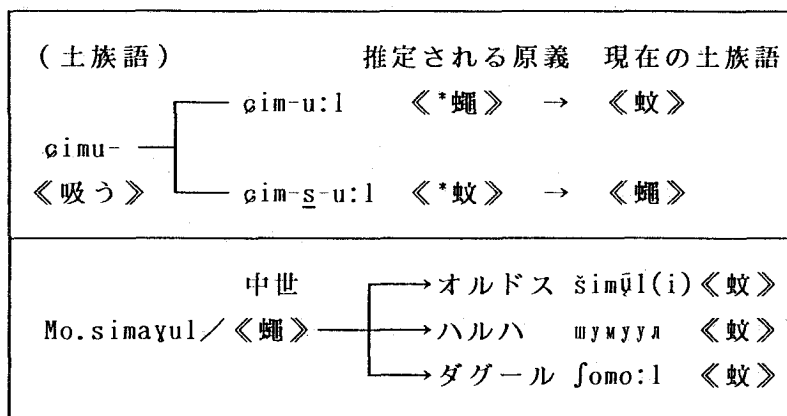 (土族語) 推定される原義 現在の土族語
ɕim-u:l 《*蠅》 → 《蚊》
ɕimu-
《吸う》 ɕim-s-u:l 《*蚊》 → 《蠅》
中世 オルドス šimūl(i)《蚊》
Mo.simaɣul/《蠅》 ハルハ шумуул 《蚊》
ダグール ʃomo:l 《蚊》